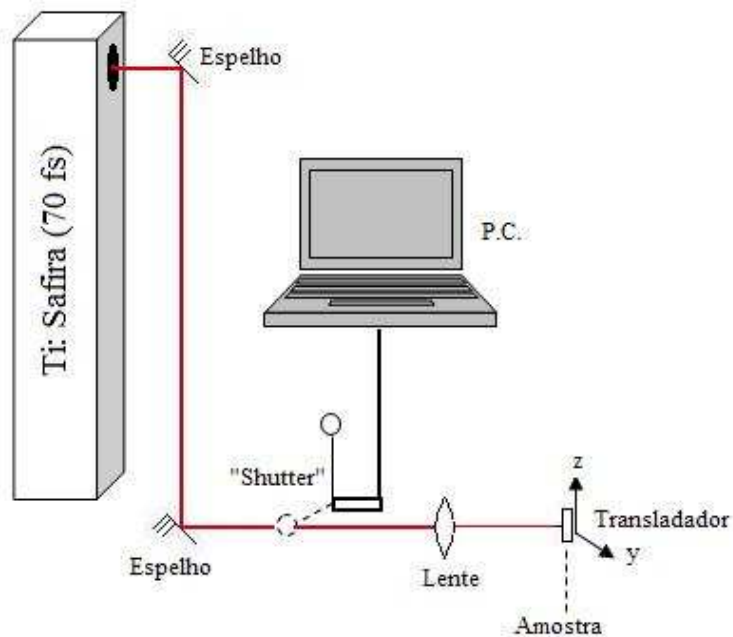 Espelho
Ti: Safira (70 fs)
P.C.
"Shutter"
z
Transladador
y
Espelho
Lente
Amostra